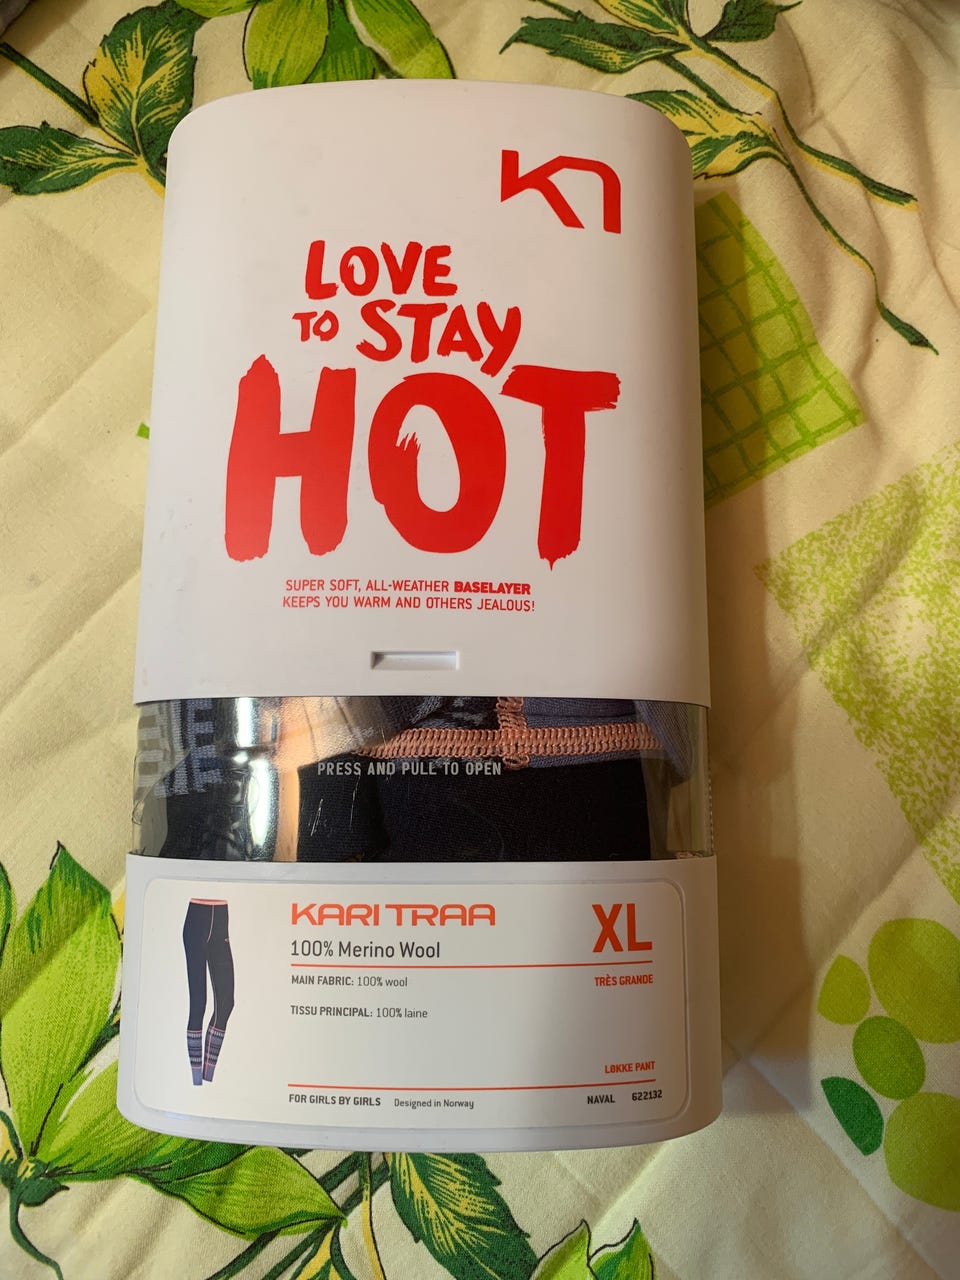 LOVE
TO STAY
HOT
SUPER SOFT, ALL-WEATHER BASELAYER
KEEPS YOU WARM AND OTHERS JEALOUS!
PRESS AND PULL TO OPEN
KARI TRAA
XL
100% Merino Wool
MAIN FABRIC: 100% wool
TRÈS GRANDE
TISSU PRINCIPAL: 100% laine
LØKKE PANT
FOR GIRLS BY GIRLS Designed in Norway NAVAL 622132